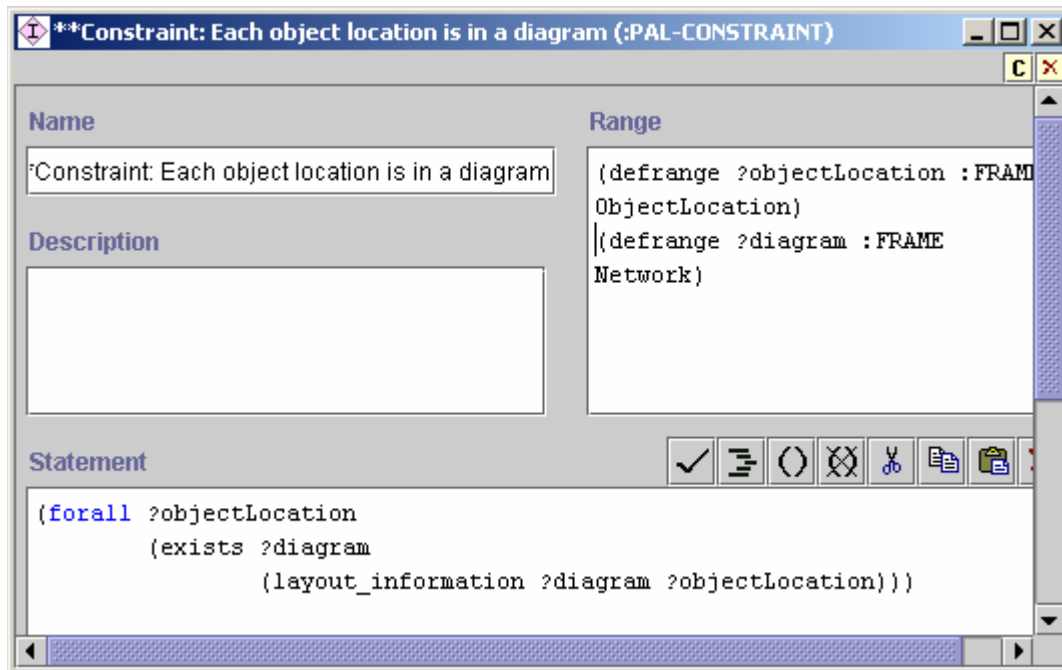 **Constraint: Each object location is in a diagram (:PAL-CONSTRAINT)
C
Name
*Constraint: Each object location is in a diagram
Range
(defrange ?objectLocation :FRAME
ObjectLocation)
(defrange ?diagram :FRAME
Network)
Description
Statement
(forall ?objectLocation
(exists ?diagram
(layout_information ?diagram ?objectLocation)))